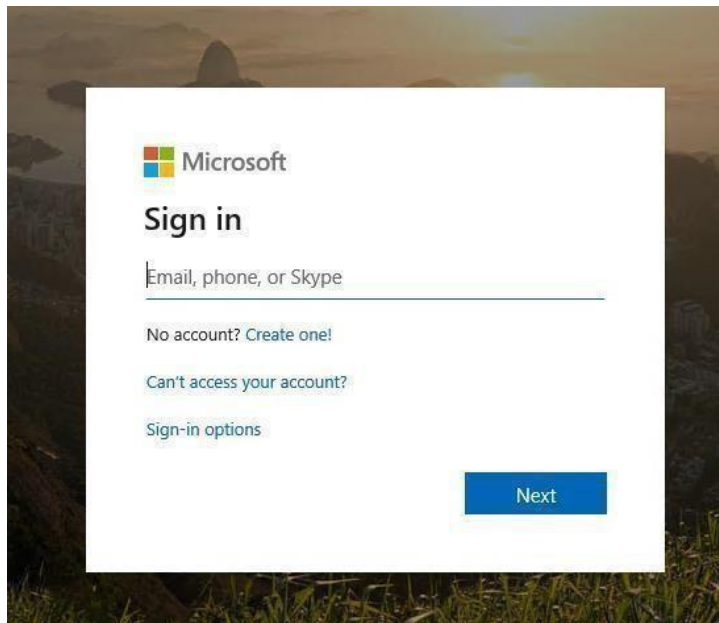 Microsoft
Sign in
Email, phone, or Skype
No account? Create one!
Can't access your account?
Sign-in options
Next